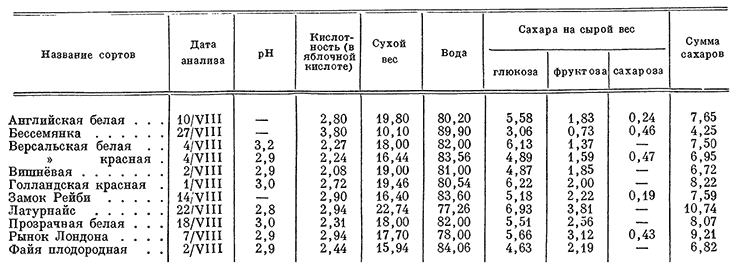 Название сортов Дата анализа pH Кислотность (в яблочной кислоте) Сухой вес Вода Сахара на сырой вес Сумма сахаров
глюкоза фруктоза сахароза
Английская белая . . . 10/VIII — 2,80 19,80 80,20 5,58 1,83 0,24 7,65
Бессемянка . . . . . . 27/VIII — 3,80 10,10 89,90 3,06 0,73 0,46 4,25
Версальская белая . . 4/VIII 3,2 2,27 18,00 82,00 6,13 1,37 — 7,50
» красная . 4/VIII 2,9 2,24 16,44 83,56 4,89 1,59 0,47 6,95
Вишнёвая . . . . . . . 2/VIII 2,9 2,08 19,00 81,00 4,87 1,85 — 6,72
Голландская красная . 1/VIII 3,0 2,72 19,46 80,54 6,22 2,00 — 8,22
Замок Рейби . . . . . 14/VIII — 2,90 16,40 83,60 5,18 2,22 0,19 7,59
Латурнайс . . . . . . 22/VIII 2,8 2,94 22,74 77,26 6,93 3,81 — 10,74
Прозрачная белая . . . 18/VIII 3,0 2,31 18,00 82,00 5,51 2,56 — 8,07
Рынок Лондона . . . . 7/VIII 2,9 2,94 17,70 78,00 5,66 3,12 0,43 9,21
Файя плодородная . . 2/VIII 2,9 2,44 15,94 84,06 4,63 2,19 — 6,82